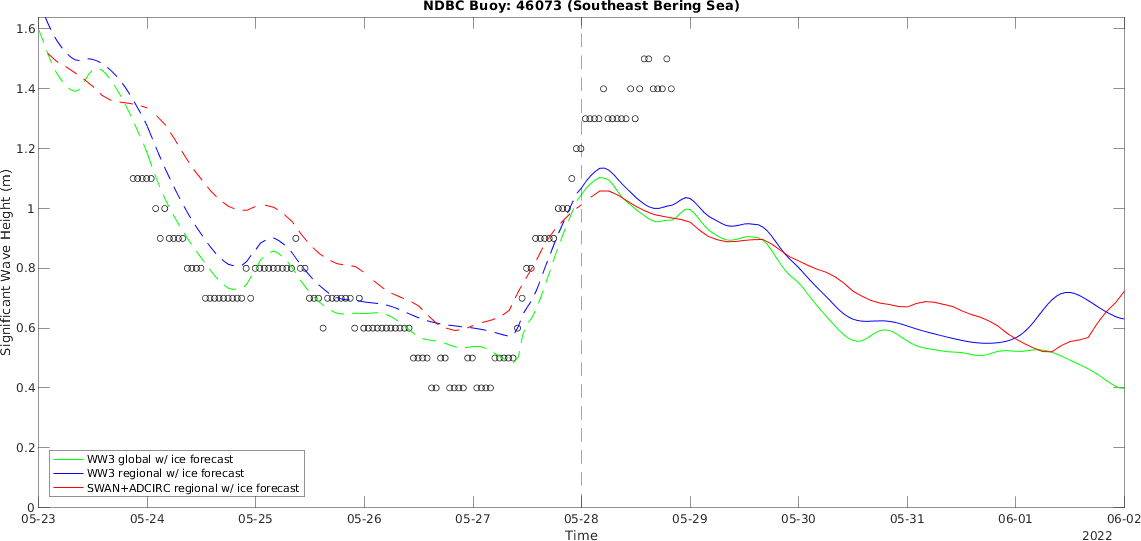 NDBC Buoy: 46073 (Southeast Bering Sea)
1.6
1.4
1.2
1
0.8
0.6
0.4
0.2
0
Significant Wave Height (m)
WW3 global w/ ice forecast
WW3 regional w/ ice forecast
SWAN+ADCIRC regional w/ ice forecast
05-23 05-24 05-25 05-26 05-27 05-28 05-29 05-30 05-31 06-01 06-02
Time
2022